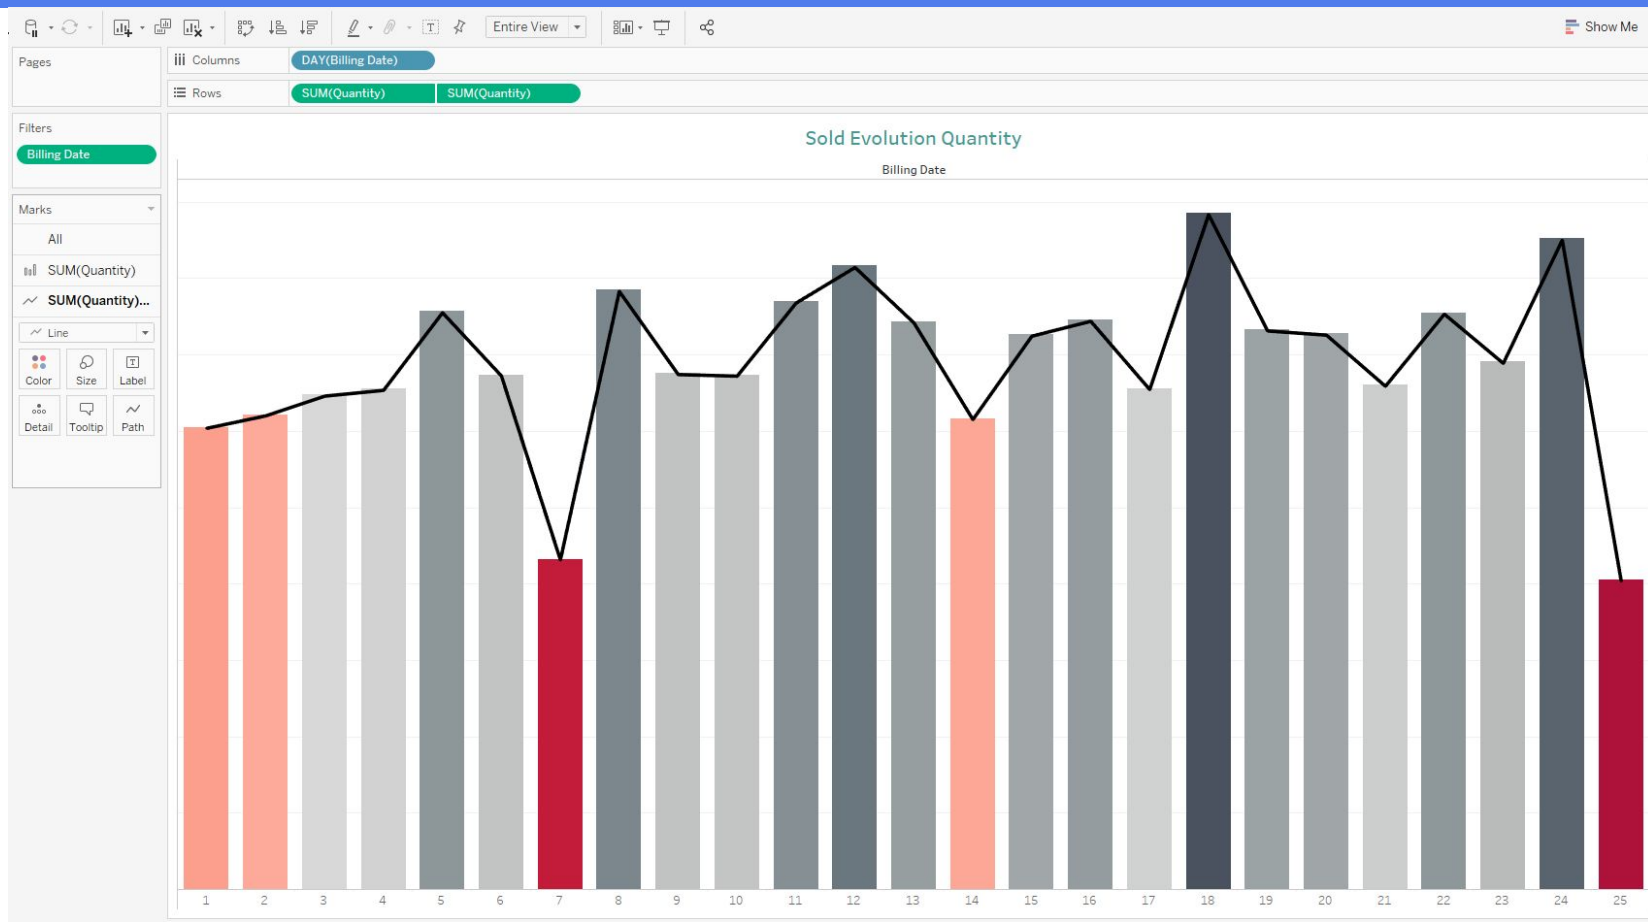 Entire View
Show Me
Pages
Columns
DAY(Billing Date)
Rows
SUM(Quantity) SUM(Quantity)
Filters
Billing Date
Marks
All
SUM(Quantity)
SUM(Quantity)...
Line
Color Size Label
Detail Tooltip Path
Sold Evolution Quantity
Billing Date
1 2 3 4 5 6 7 8 9 10 11 12 13 14 15 16 17 18 19 20 21 22 23 24 25